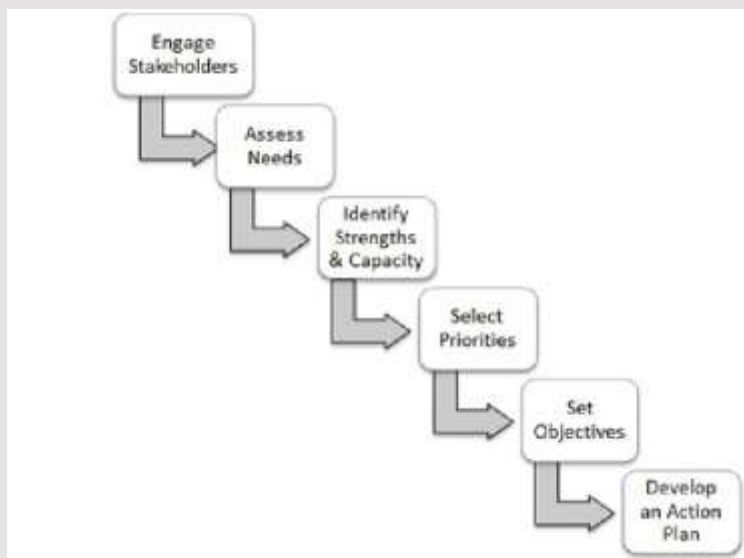 Engage
Stakeholders
Assess
Needs
Identify
Strengths
& Capacity
Select
Priorities
Set
Objectives
Develop
an Action
Plan